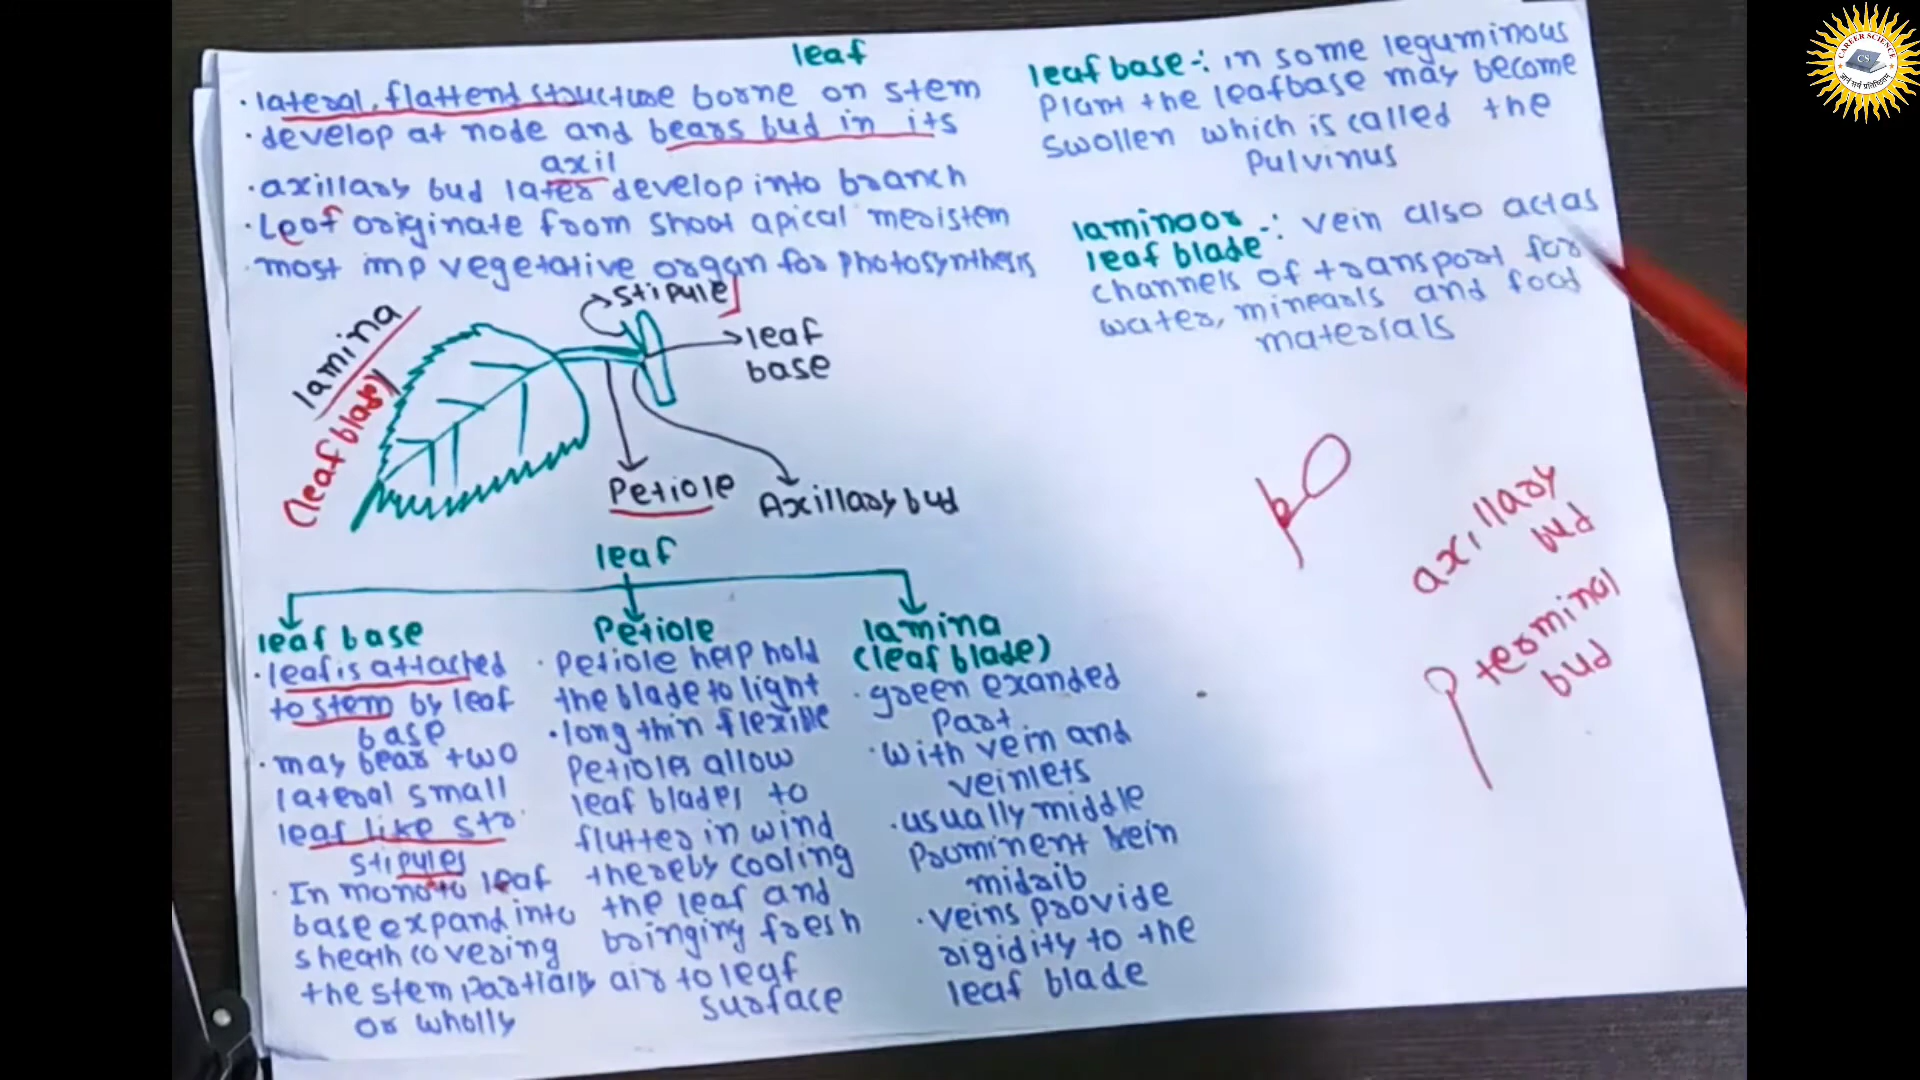 leaf
• lateral, flattend structure borne on stem
• develop at node and bears bud in its
axil
• axillary bud later develop into branch
• Leaf originate from shoot apical meristem
• most imp vegetative organ for photosynthesis
stipule
leaf
base
lamina
(leaf blade)
Petiole
Axillary bud
leaf
leaf base
• leaf is attached
to stem by leaf
base
• may bear two
lateral small
leaf like str
stipules
• In mono to leaf
base expand into
sheath covering
the stem partially
or wholly
Petiole
• Petiole help hold
the blade to light
• long thin flexible
Petioles allow
leaf blades to
flutter in wind
thereby cooling
the leaf and
bringing fresh
air to leaf
surface
lamina
(leaf blade)
• green exanded
Part
• With vein and
veinlets
• usually middle
Prominent vein
midrib
• veins provide
rigidity to the
leaf blade
leaf base -: in some leguminous
Plant the leafbase may become
swollen which is called the
Pulvinus
lamina or
leaf blade -: vein also act as
channels of transport for
water, minearls and food
materials
axillary
bud
terminal
bud
CAREER SCIENCE
CS